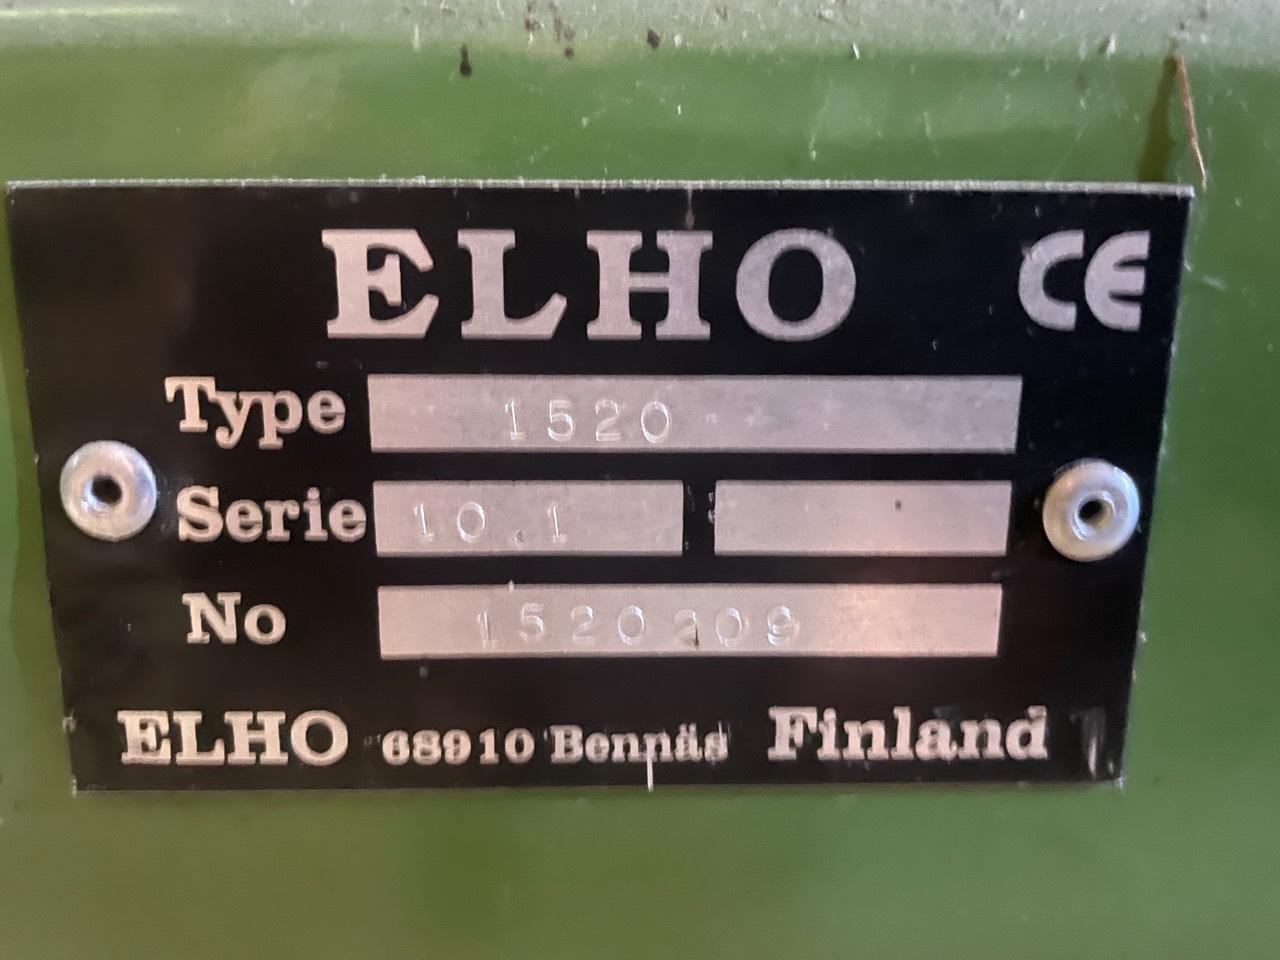 ELHO CE
Type 1520
Serie 10.1
No 1520209
ELHO 68910 Bennäs Finland